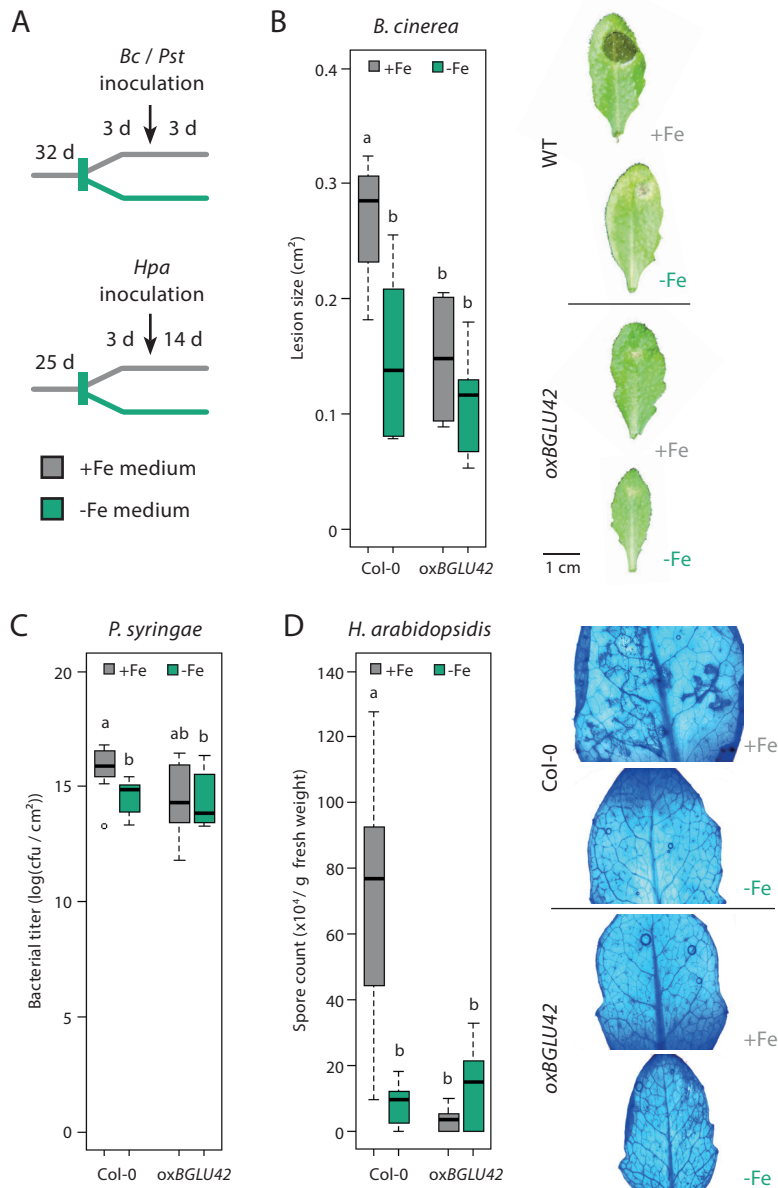 A
Bc / Pst
inoculation
3 d 3 d
32 d
Hpa
inoculation
3 d 14 d
25 d
+Fe medium
-Fe medium
B
B. cinerea
+Fe -Fe
Lesion size (cm²)
0.4
0.3
0.2
0.1
0
a
b
b
b
Col-0 oxBGLU42
WT
+Fe
-Fe
oxBGLU42
+Fe
-Fe
1 cm
C
P. syringae
+Fe -Fe
Bacterial titer (log(cfu / cm²))
20
15
10
5
0
a
b
ab
b
Col-0 oxBGLU42
D
H. arabidopsidis
+Fe -Fe
Spore count (x10⁴/ g fresh weight)
140
120
100
80
60
40
20
0
a
b
b
b
Col-0 oxBGLU42
Col-0
+Fe
-Fe
oxBGLU42
+Fe
-Fe